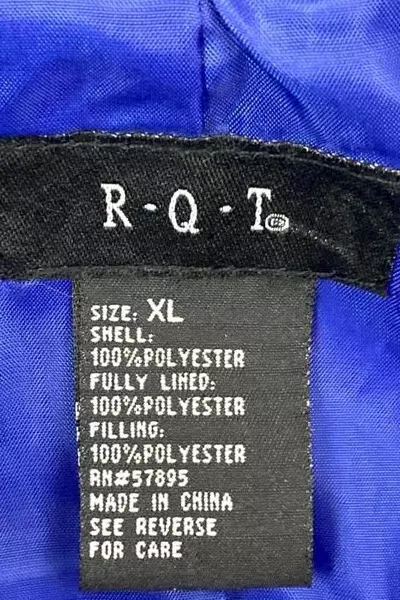 R·Q·T®
SIZE: XL
SHELL:
100%POLYESTER
FULLY LINED:
100%POLYESTER
FILLING:
100%POLYESTER
RN#57895
MADE IN CHINA
SEE REVERSE
FOR CARE